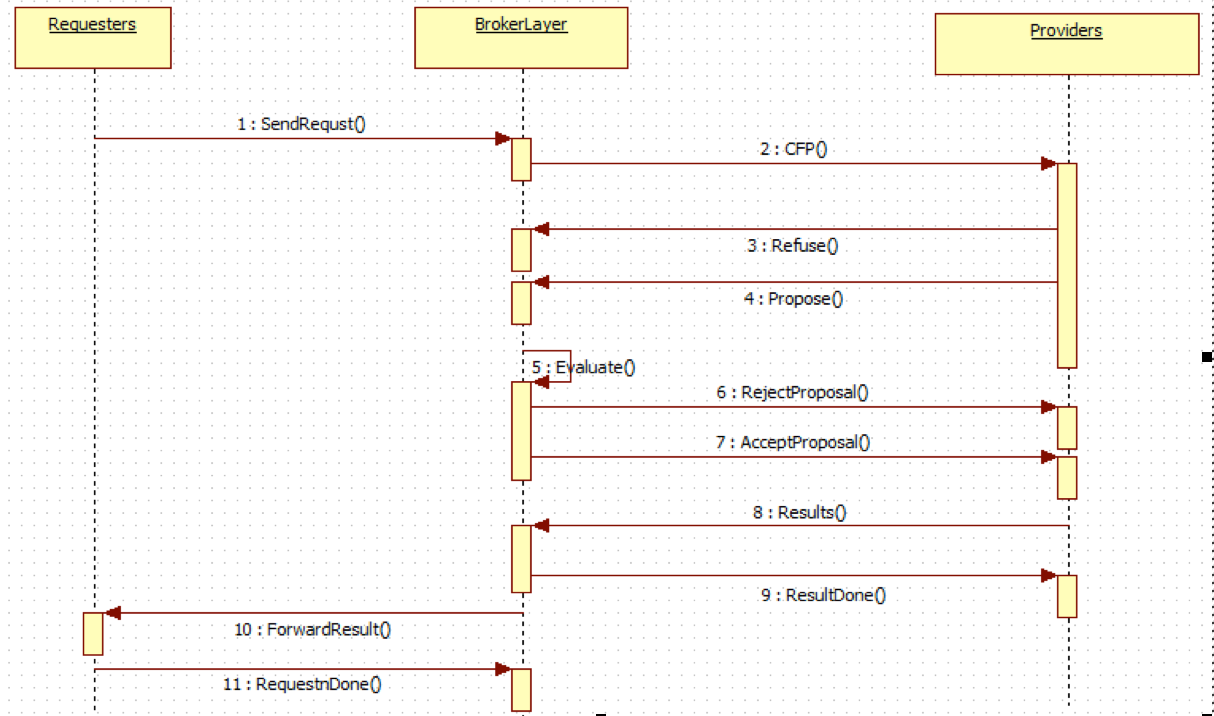 Requesters
BrokerLayer
Providers
1 : SendRequst()
2 : CFP()
3 : Refuse()
4 : Propose()
5 : Evaluate()
6 : RejectProposal()
7 : AcceptProposal()
8 : Results()
9 : ResultDone()
10 : ForwardResult()
11 : RequestnDone()